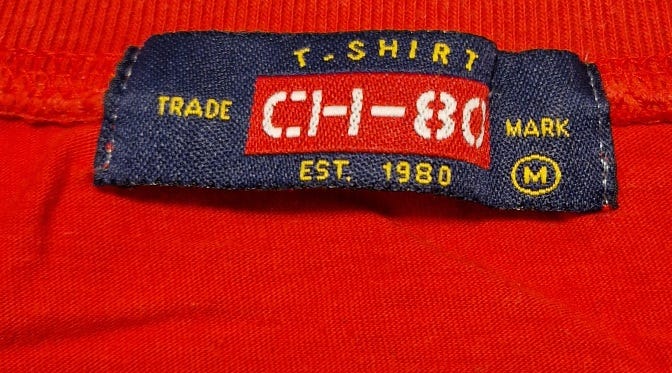 T-SHIRT
TRADE CH-80 MARK
EST. 1980 M